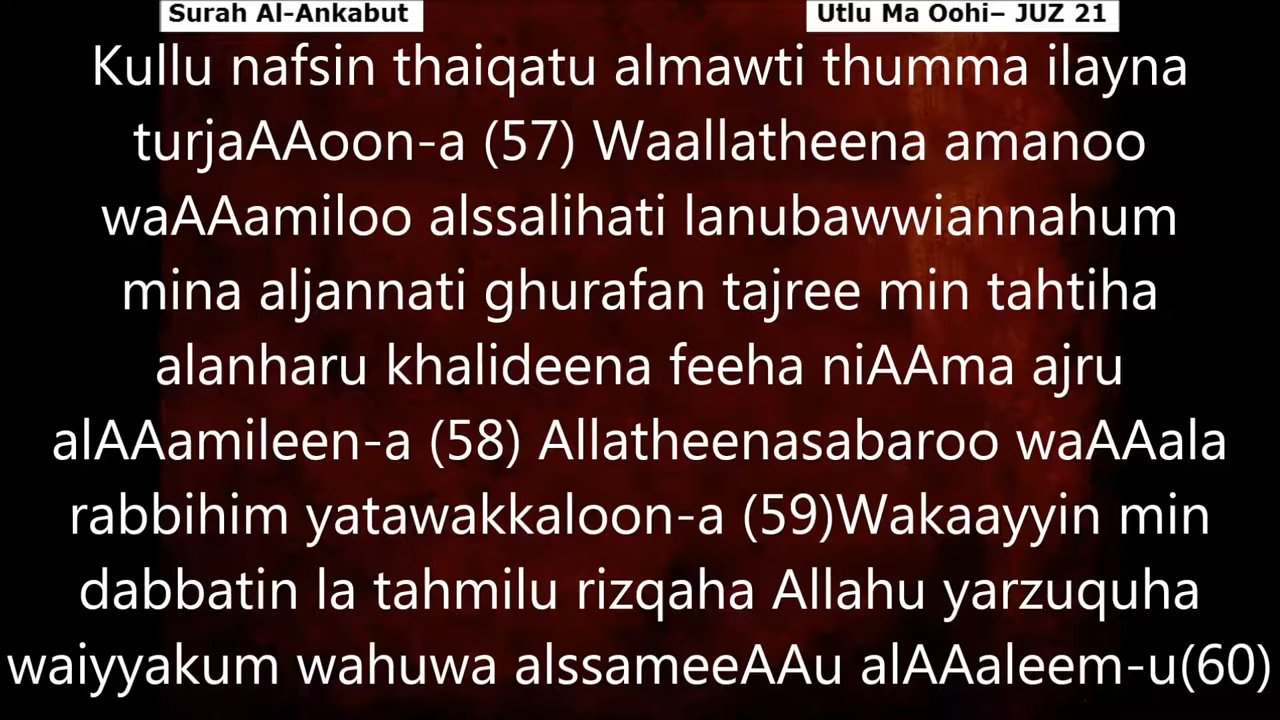 Surah Al-Ankabut
Utlu Ma Oohi– JUZ 21
Kullu nafsin thaiqatu almawti thumma ilayna
turjaAAoon-a (57) Waallatheena amanoo
waAAamiloo alssalihati lanubawwiannahum
mina aljannati ghurafan tajree min tahtiha
alanharu khalideena feeha niAAma ajru
alAAamileen-a (58) Allatheenasabaroo waAAala
rabbihim yatawakkaloon-a (59)Wakaayyin min
dabbatin la tahmilu rizqaha Allahu yarzuquha
waiyyakum wahuwa alssameeAAu alAAaleem-u(60)